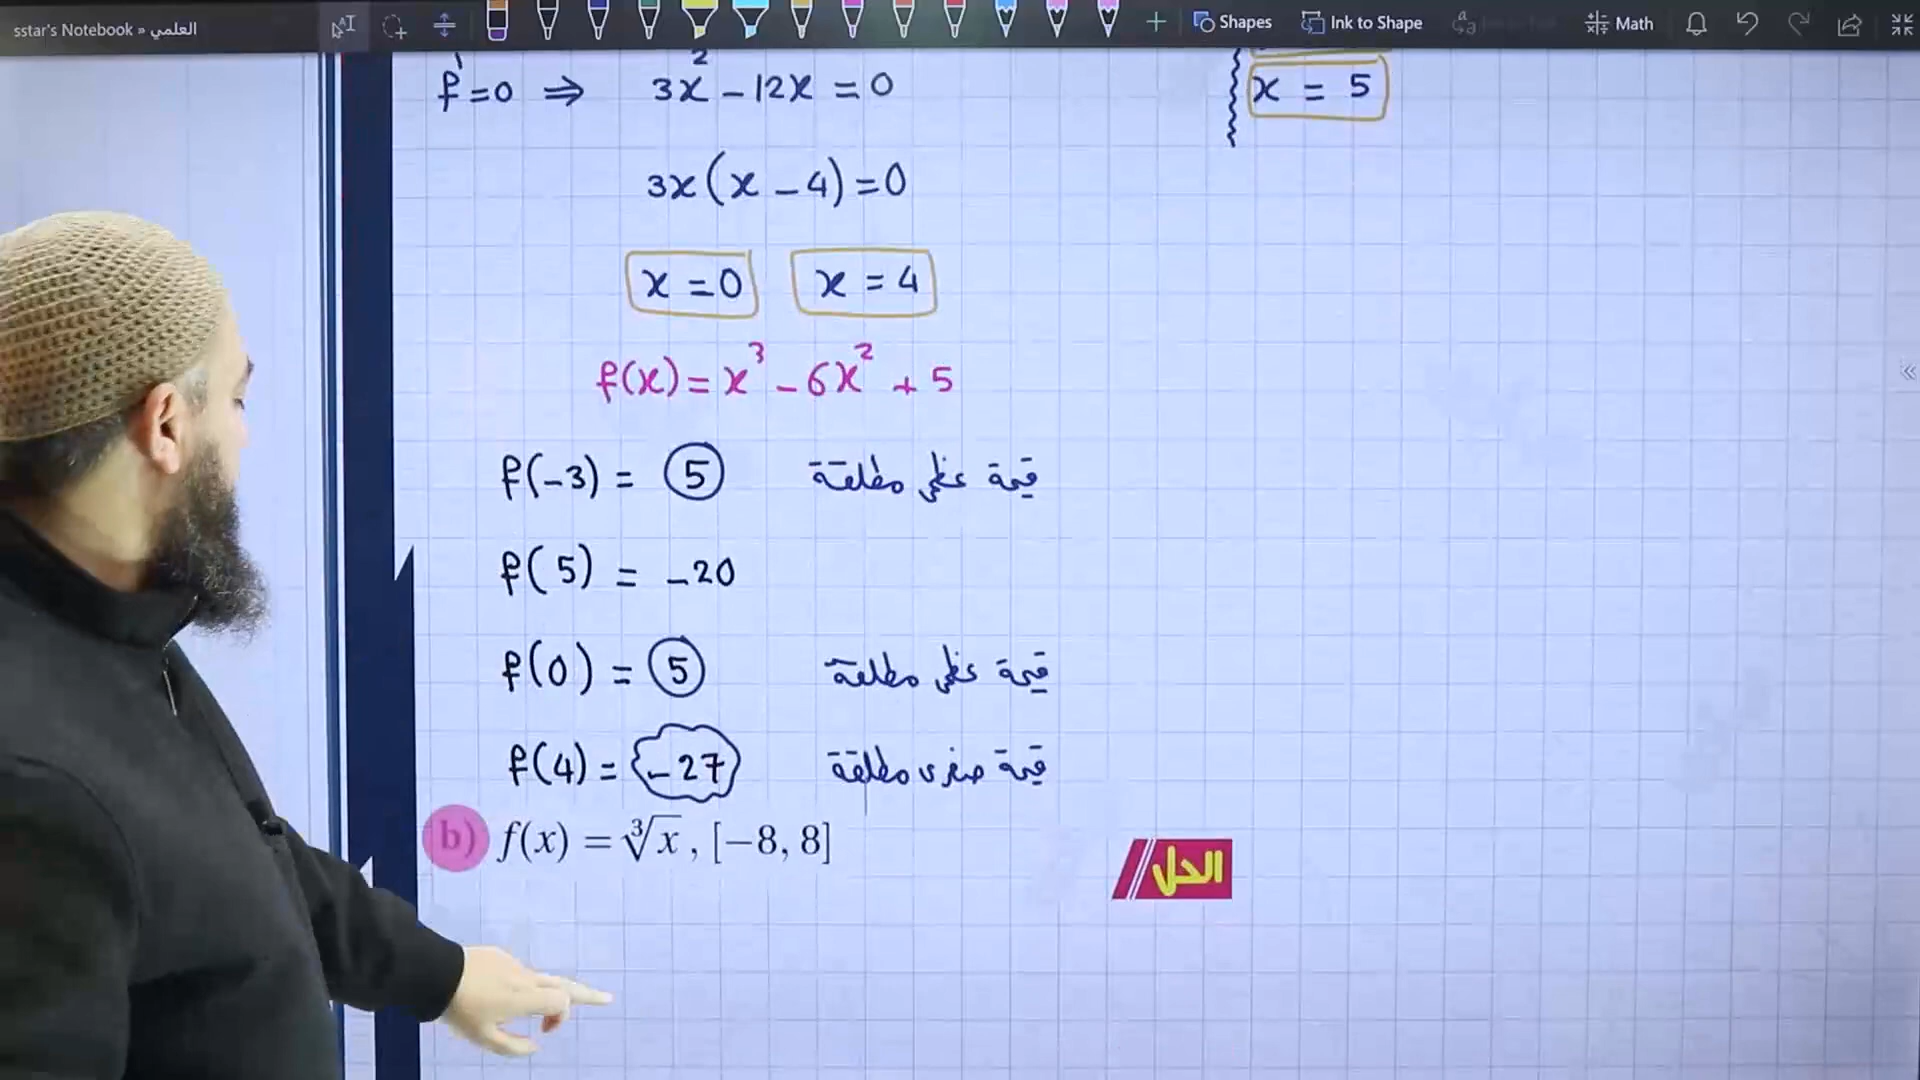 sstar's Notebook » العلمي
Shapes Ink to Shape Math
f'=0 ⇒ 3x² - 12x = 0
x = 5
3x(x - 4) = 0
x = 0 x = 4
f(x) = x³ - 6x² + 5
f(-3) = 5 قيمة عظمى مطلقة
f(5) = -20
f(0) = 5 قيمة عظمى مطلقة
f(4) = -27 قيمة صغرى مطلقة
b) f(x) = ∛x , [-8, 8]
الحل